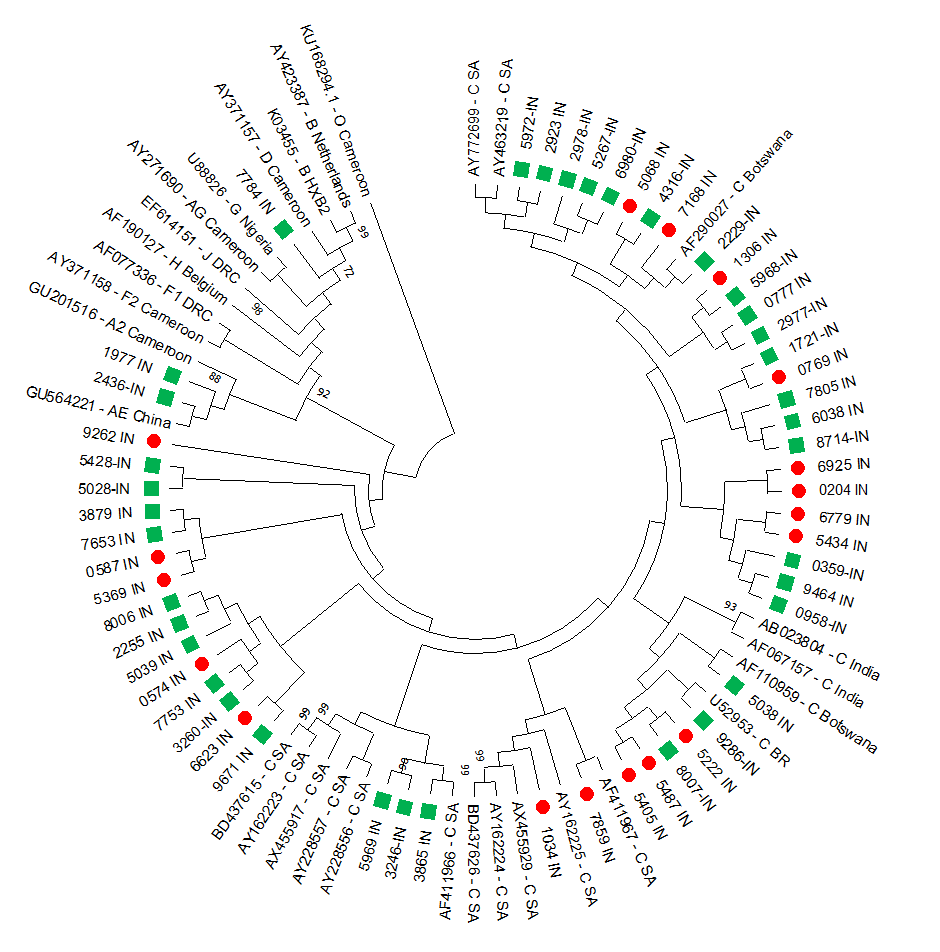 AY772699 - C SA
AY463219 - C SA
5972-IN
2923 IN
2978-IN
5267-IN
6980-IN
5068 IN
4316-IN
7168 IN
AF290027 - C Botswana
2229-IN
1306 IN
5968-IN
0777 IN
2977-IN
1721-IN
0769 IN
7805 IN
6038 IN
8714-IN
6925 IN
0204 IN
6779 IN
5434 IN
0359-IN
9464 IN
0958-IN
AB023804 - C India
AF067157 - C India
93
AF110959 - C Botswana
5038 IN
U52953 - C BR
9286-IN
5222 IN
8007-IN
5487 IN
5405 IN
AF411967 - C SA
7859 IN
AY162225 - C SA
1034 IN
AX455929 - C SA
AY162224 - C SA
BD437626 - C SA
99
99
AF411966 - C SA
3865 IN
3246-IN
5969 IN
90
AY228556 - C SA
AY228557 - C SA
AX455917 - C SA
AY162223 - C SA
BD437615 - C SA
99
99
9671 IN
6623 IN
3260-IN
7753 IN
0574 IN
5039 IN
2255 IN
8006 IN
5369 IN
0587 IN
7653 IN
3879 IN
5028-IN
5428-IN
9262 IN
GU564221 - AE China
2436-IN
1977 IN
88
GU201516 - A2 Cameroon
92
AY371158 - F2 Cameroon
AF077336 - F1 DRC
AF190127 - H Belgium
98
EF614151 - J DRC
AY271690 - AG Cameroon
U88826 - G Nigeria
7784 IN
72
AY371157 - D Cameroon
K03455 - B HXB2
AY423387 - B Netherlands
99
KU168294.1 - O Cameroon